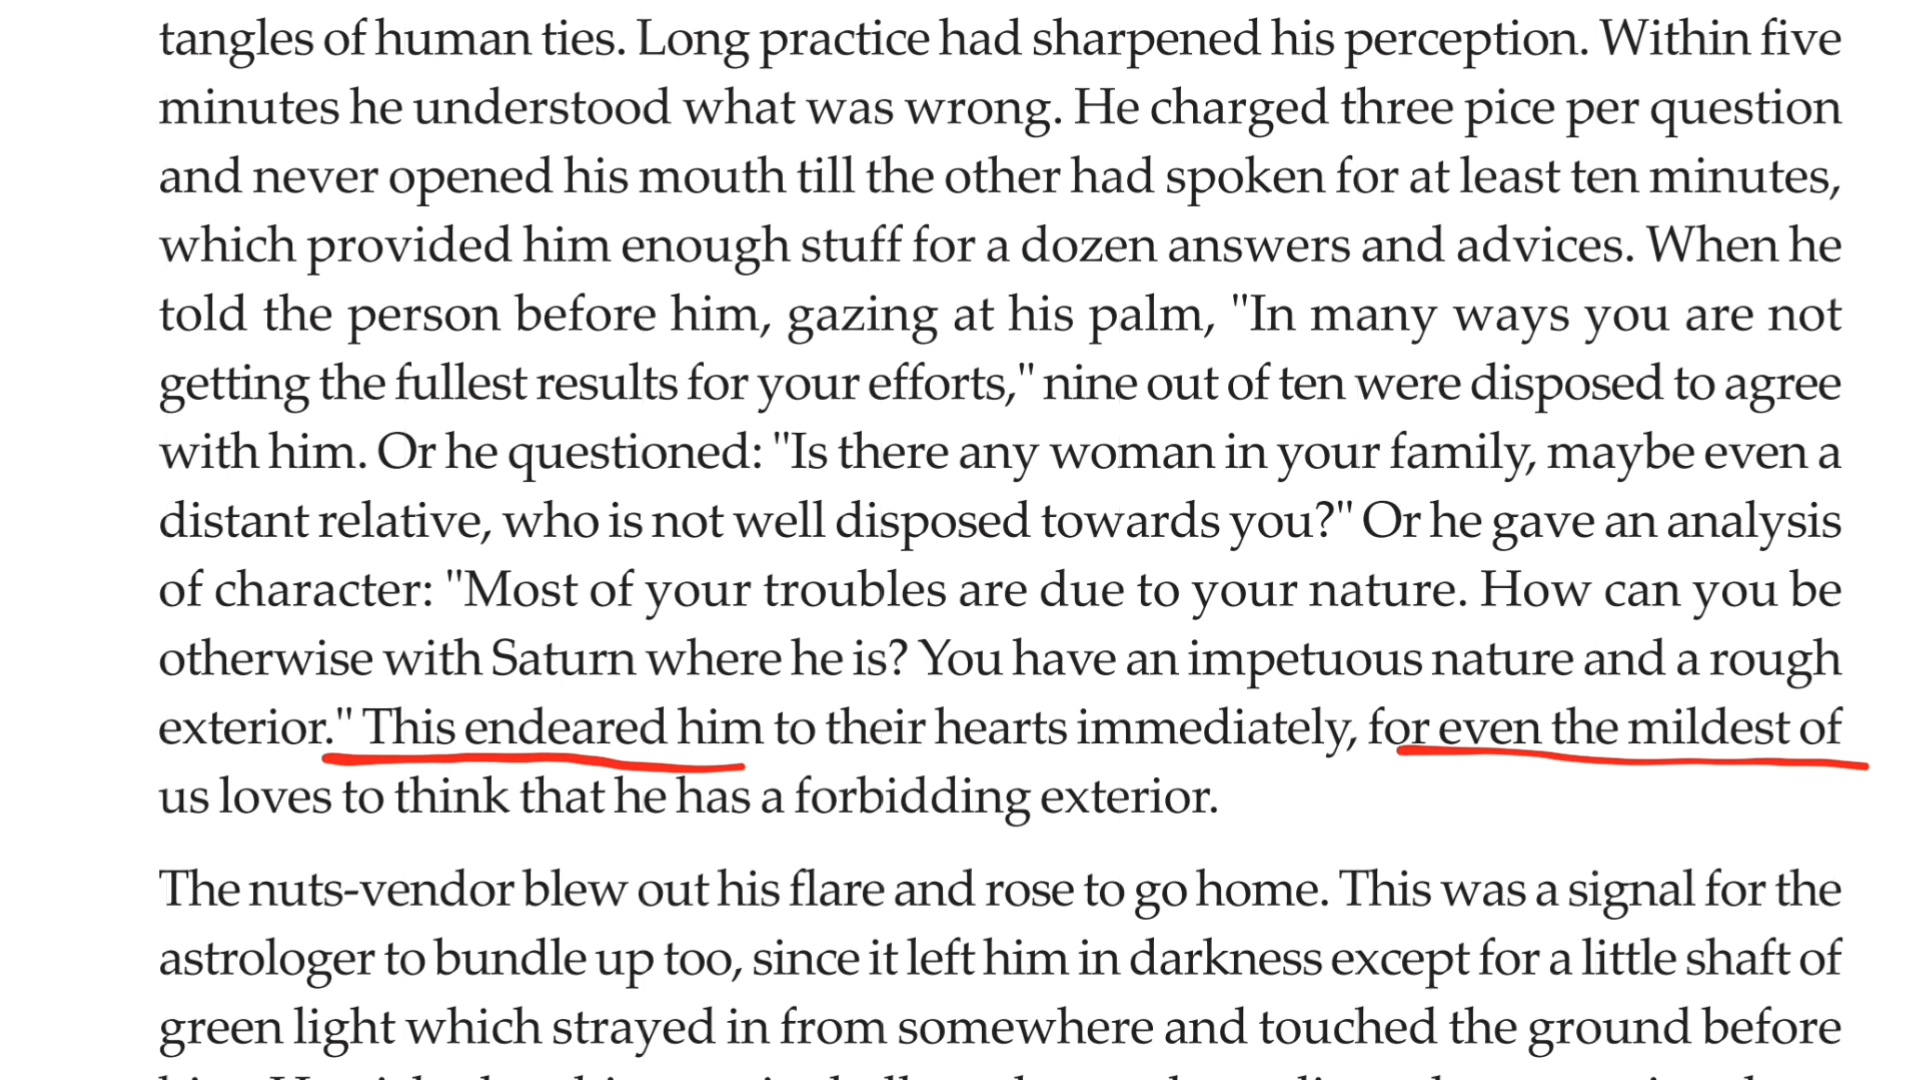 tangles of human ties. Long practice had sharpened his perception. Within five
minutes he understood what was wrong. He charged three pice per question
and never opened his mouth till the other had spoken for at least ten minutes,
which provided him enough stuff for a dozen answers and advices. When he
told the person before him, gazing at his palm, "In many ways you are not
getting the fullest results for your efforts," nine out of ten were disposed to agree
with him. Or he questioned: "Is there any woman in your family, maybe even a
distant relative, who is not well disposed towards you?" Or he gave an analysis
of character: "Most of your troubles are due to your nature. How can you be
otherwise with Saturn where he is? You have an impetuous nature and a rough
exterior." This endeared him to their hearts immediately, for even the mildest of
us loves to think that he has a forbidding exterior.
The nuts-vendor blew out his flare and rose to go home. This was a signal for the
astrologer to bundle up too, since it left him in darkness except for a little shaft of
green light which strayed in from somewhere and touched the ground before